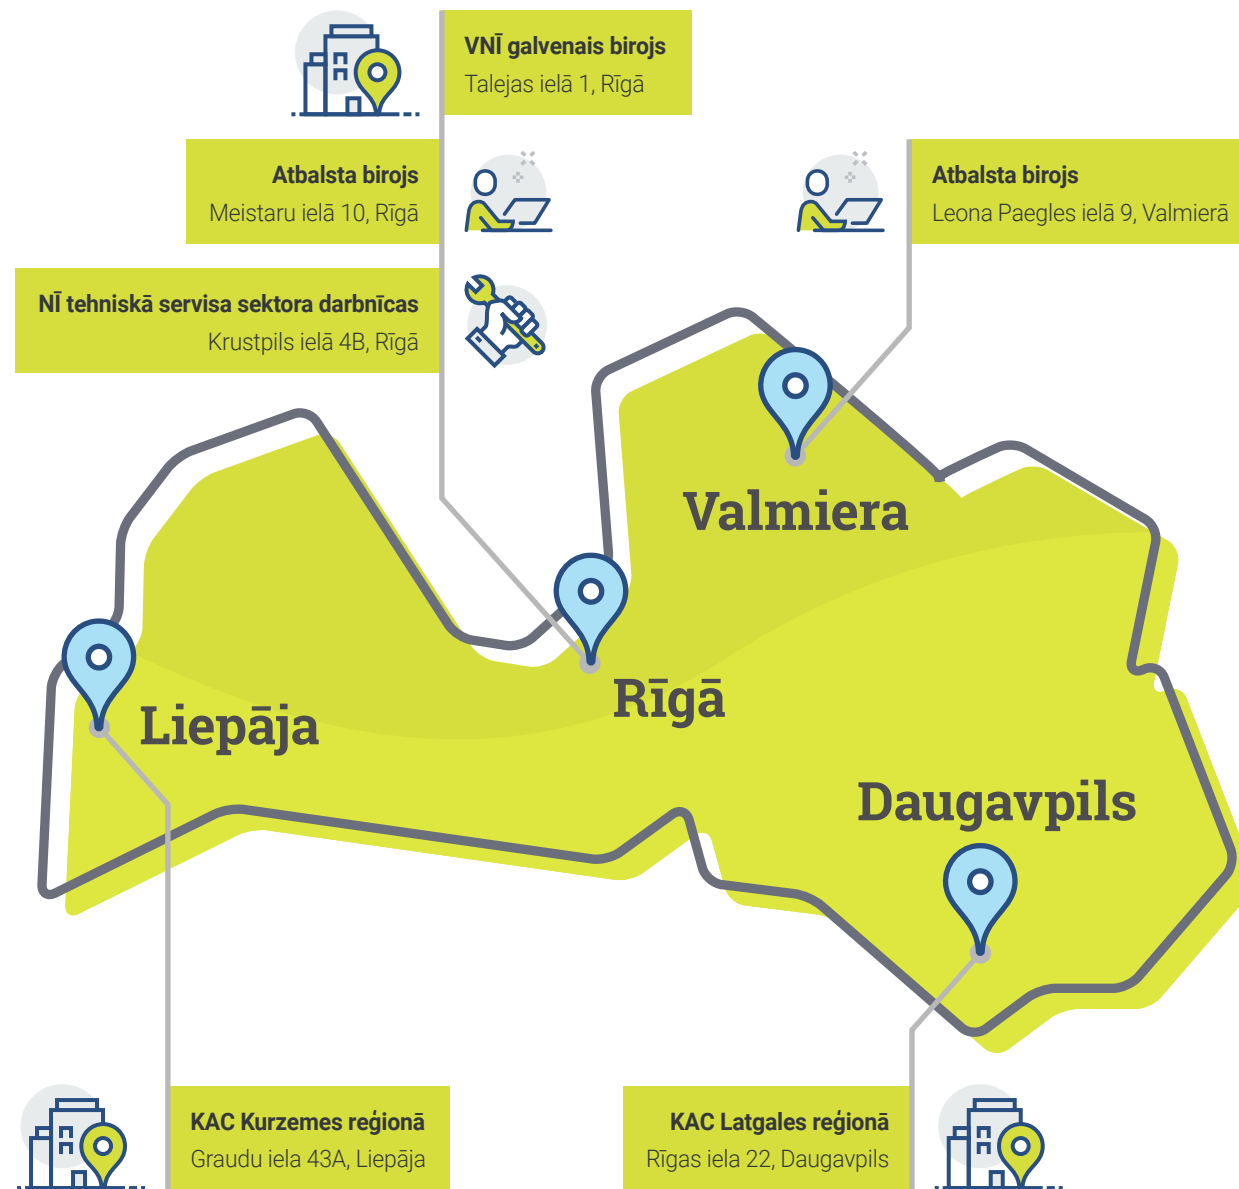 VNĪ galvenais birojs
Talejas ielā 1, Rīgā
Atbalsta birojs
Meistaru ielā 10, Rīgā
Atbalsta birojs
Leona Paegles ielā 9, Valmierā
NĪ tehniskā servisa sektora darbnīcas
Krustpils ielā 4B, Rīgā
Valmiera
Rīgā
Liepāja
Daugavpils
KAC Kurzemes reģionā
Graudu iela 43A, Liepāja
KAC Latgales reģionā
Rīgas iela 22, Daugavpils